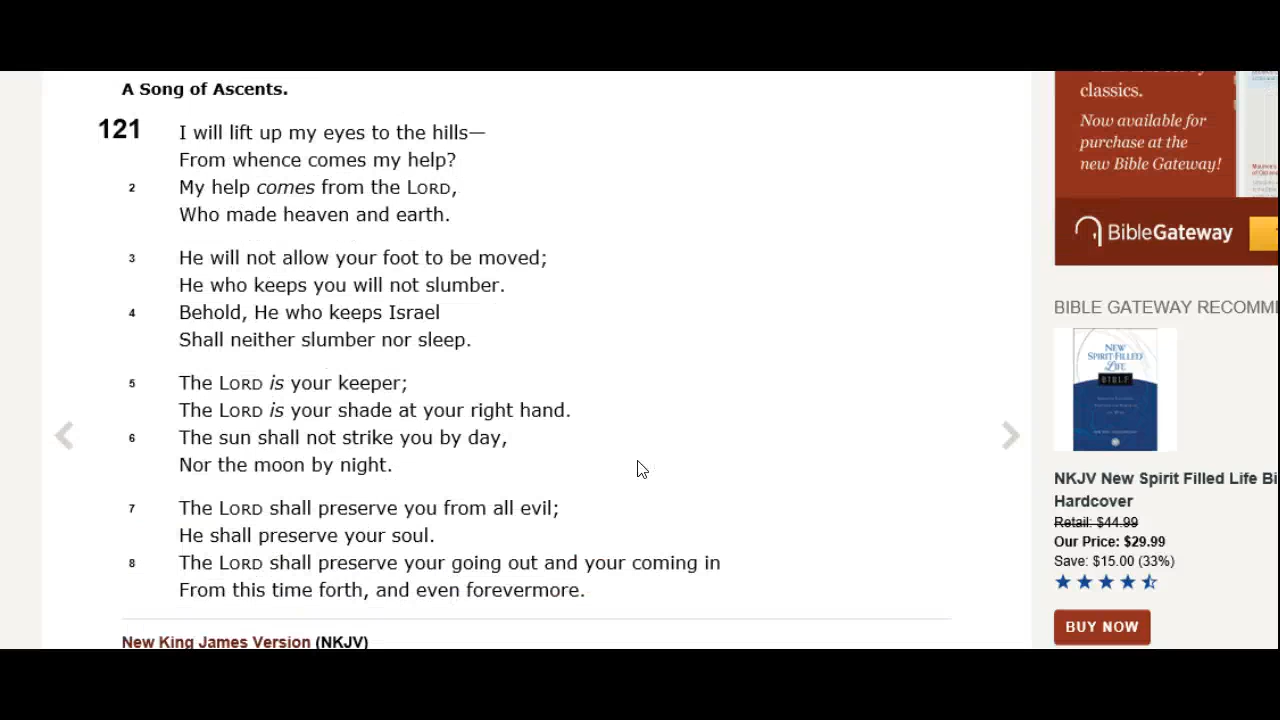 A Song of Ascents.
121 I will lift up my eyes to the hills—
From whence comes my help?
2 My help comes from the LORD,
Who made heaven and earth.
3 He will not allow your foot to be moved;
He who keeps you will not slumber.
4 Behold, He who keeps Israel
Shall neither slumber nor sleep.
5 The LORD is your keeper;
The LORD is your shade at your right hand.
6 The sun shall not strike you by day,
Nor the moon by night.
7 The LORD shall preserve you from all evil;
He shall preserve your soul.
8 The LORD shall preserve your going out and your coming in
From this time forth, and even forevermore.
New King James Version (NKJV)
classics.
Now available for
purchase at the
new Bible Gateway!
BibleGateway
BIBLE GATEWAY
NEW
SPIRIT-FILLED
LIFE
BIBLE
NKJV New Spirit Filled Life
Hardcover
Retail: $44.99
Our Price: $29.99
Save: $15.00 (33%)
BUY NOW